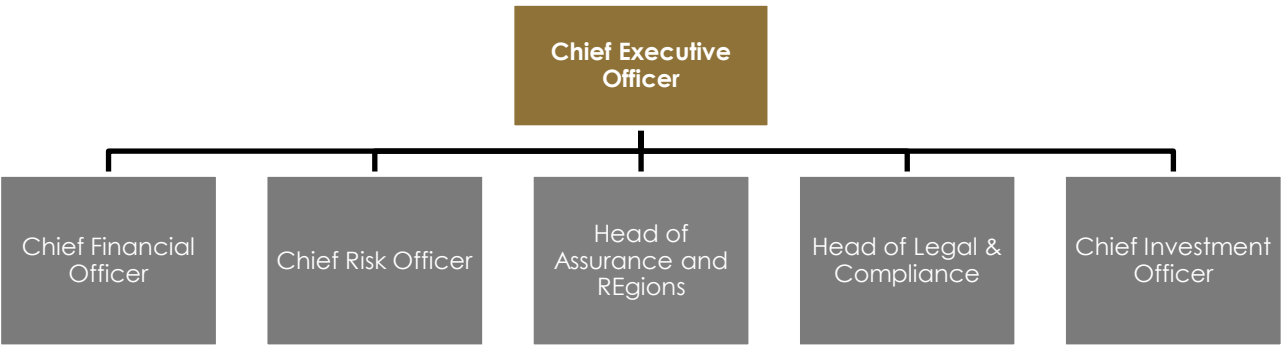 Chief Executive
Officer
Chief Financial
Officer
Chief Risk Officer
Head of
Assurance and
REgions
Head of Legal &
Compliance
Chief Investment
Officer